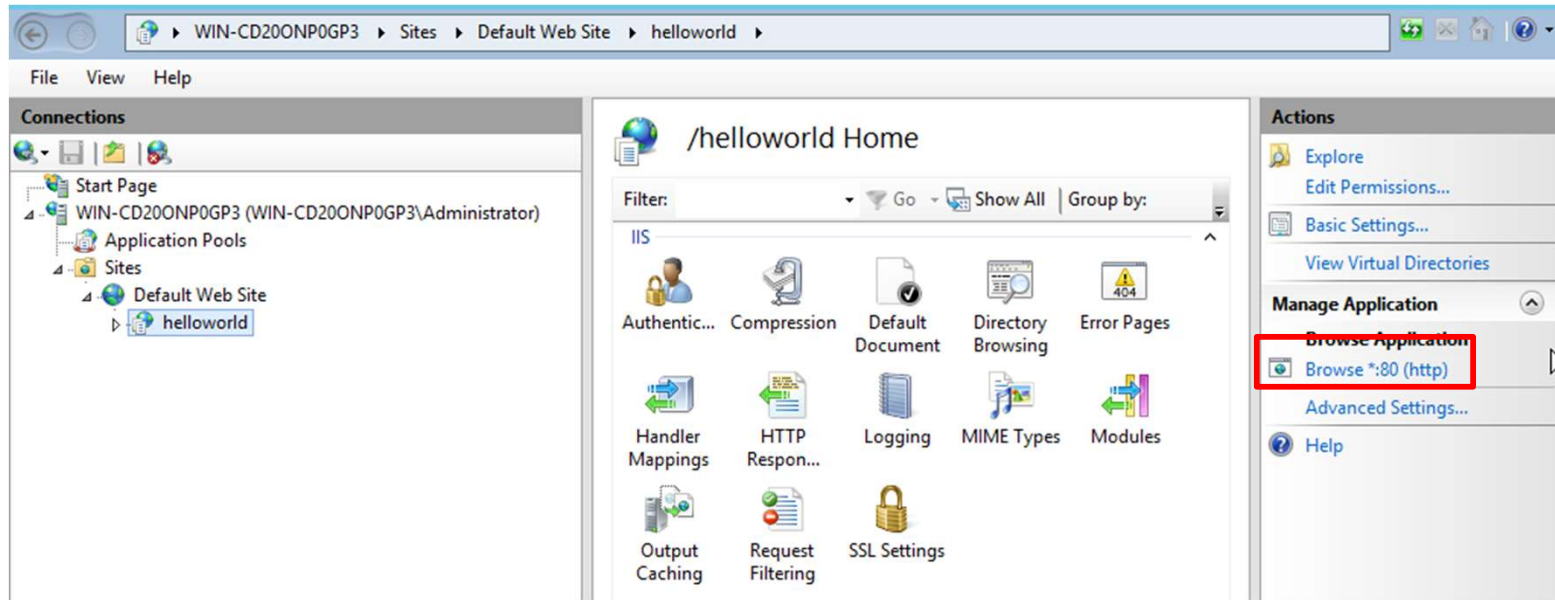 WIN-CD20ONP0GP3 Sites Default Web Site helloworld
File View Help
Connections
Start Page
WIN-CD20ONP0GP3 (WIN-CD20ONP0GP3\Administrator)
Application Pools
Sites
Default Web Site
helloworld
/helloworld Home
Filter: Go Show All Group by:
IIS
Authentic...
Compression
Default
Document
Directory
Browsing
404
Error Pages
Handler
Mappings
HTTP
Respon...
Logging
MIME Types
Modules
Output
Caching
Request
Filtering
SSL Settings
Actions
Explore
Edit Permissions...
Basic Settings...
View Virtual Directories
Manage Application
Browse Application
Browse *:80 (http)
Advanced Settings...
Help